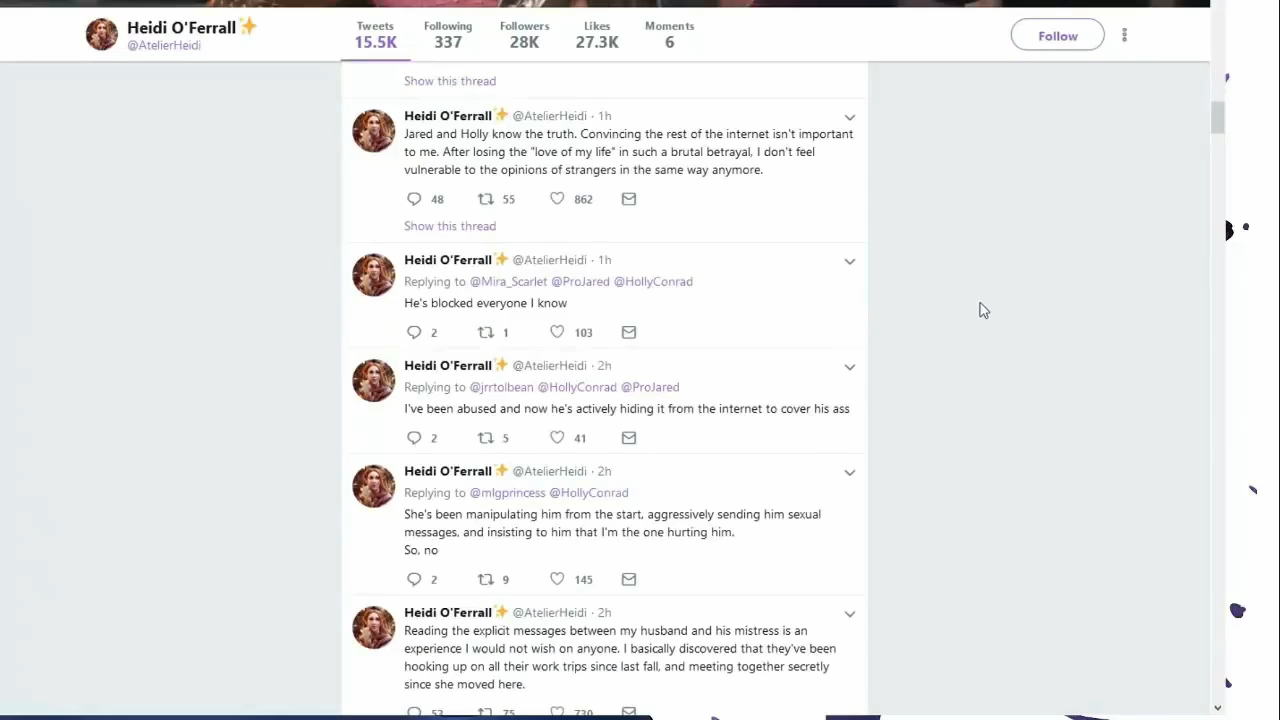 Heidi O'Ferrall✨
@AtelierHeidi
Tweets Following Followers Likes Moments
15.5K 337 28K 27.3K 6
Follow
Show this thread
Heidi O'Ferrall✨ @AtelierHeidi · 1h
Jared and Holly know the truth. Convincing the rest of the internet isn't important
to me. After losing the "love of my life" in such a brutal betrayal, I don't feel
vulnerable to the opinions of strangers in the same way anymore.
48 55 862
Show this thread
Heidi O'Ferrall✨ @AtelierHeidi · 1h
Replying to @Mira_Scarlet @ProJared @HollyConrad
He's blocked everyone I know
2 1 103
Heidi O'Ferrall✨ @AtelierHeidi · 2h
Replying to @jrrtolbean @HollyConrad @ProJared
I've been abused and now he's actively hiding it from the internet to cover his ass
2 5 41
Heidi O'Ferrall✨ @AtelierHeidi · 2h
Replying to @mlgprincess @HollyConrad
She's been manipulating him from the start, aggressively sending him sexual
messages, and insisting to him that I'm the one hurting him.
So, no
2 9 145
Heidi O'Ferrall✨ @AtelierHeidi · 2h
Reading the explicit messages between my husband and his mistress is an
experience I would not wish on anyone. I basically discovered that they've been
hooking up on all their work trips since last fall, and meeting together secretly
since she moved here.
53 75 730